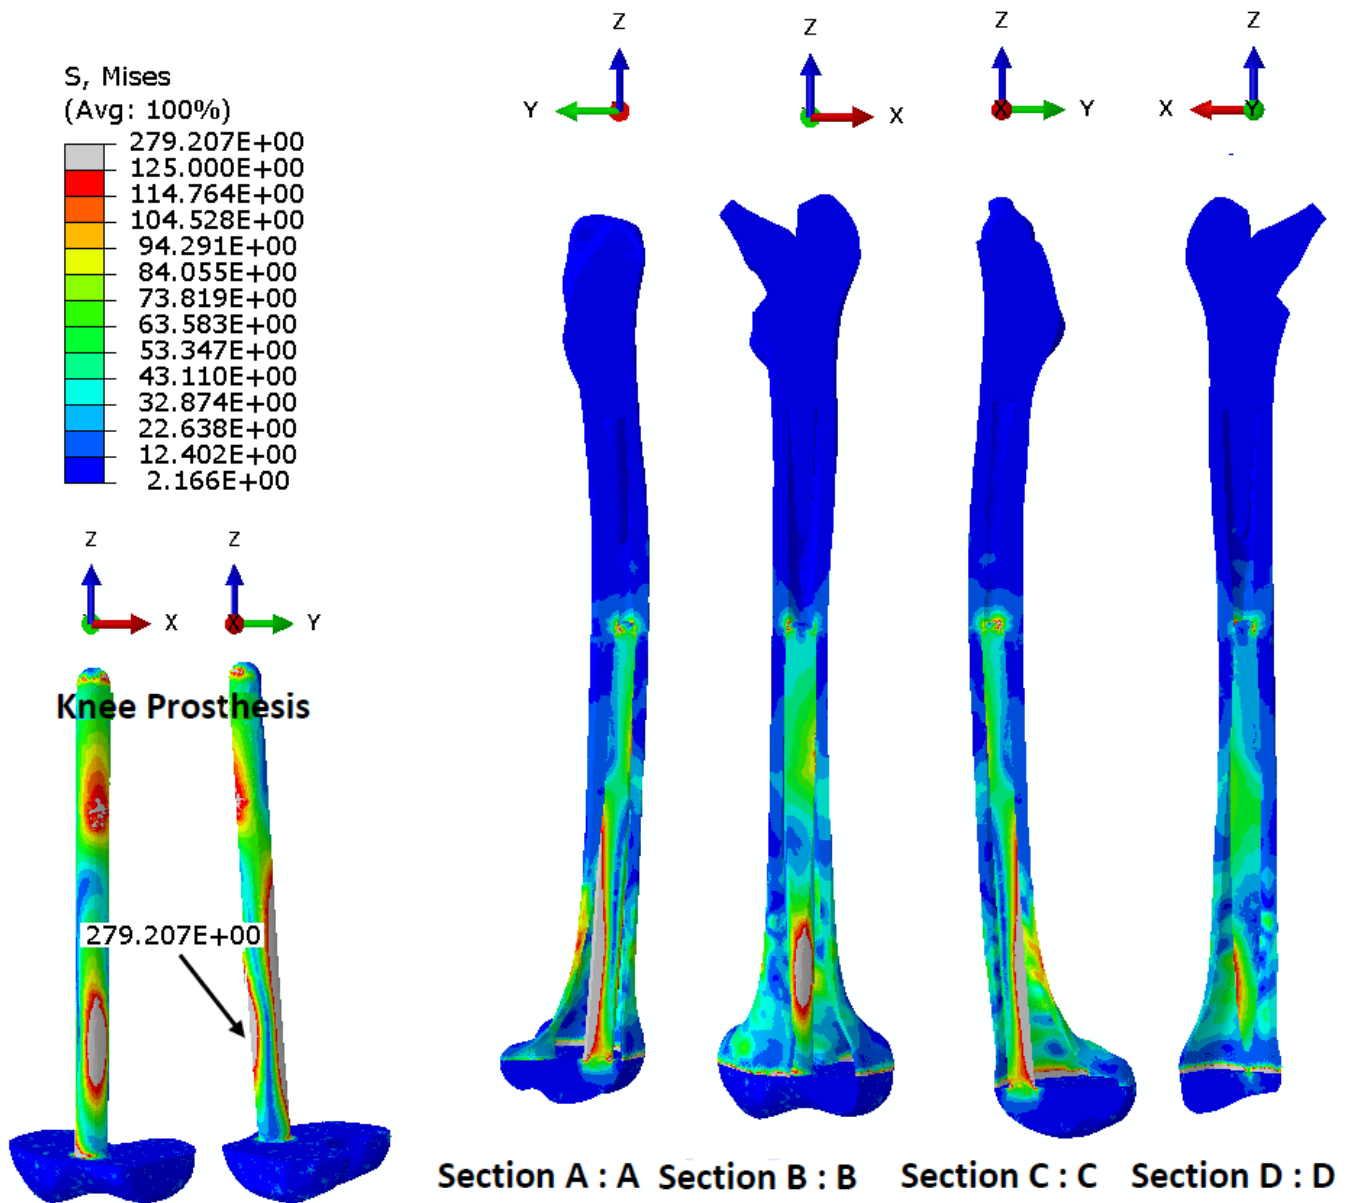 S, Mises
(Avg: 100%)
279.207E+00
125.000E+00
114.764E+00
104.528E+00
94.291E+00
84.055E+00
73.819E+00
63.583E+00
53.347E+00
43.110E+00
32.874E+00
22.638E+00
12.402E+00
2.166E+00
Z
Y
Z
X
Z
X
Y
Z
X
Y
Z
X
Z
X
Y
Knee Prosthesis
279.207E+00
Section A : A
Section B : B
Section C : C
Section D : D